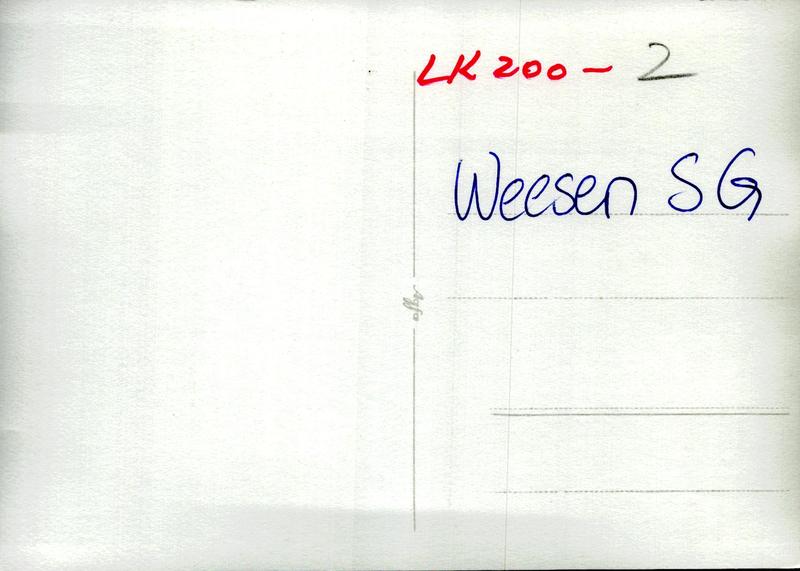 LK 200 - 2
Weesen SG
Agfa